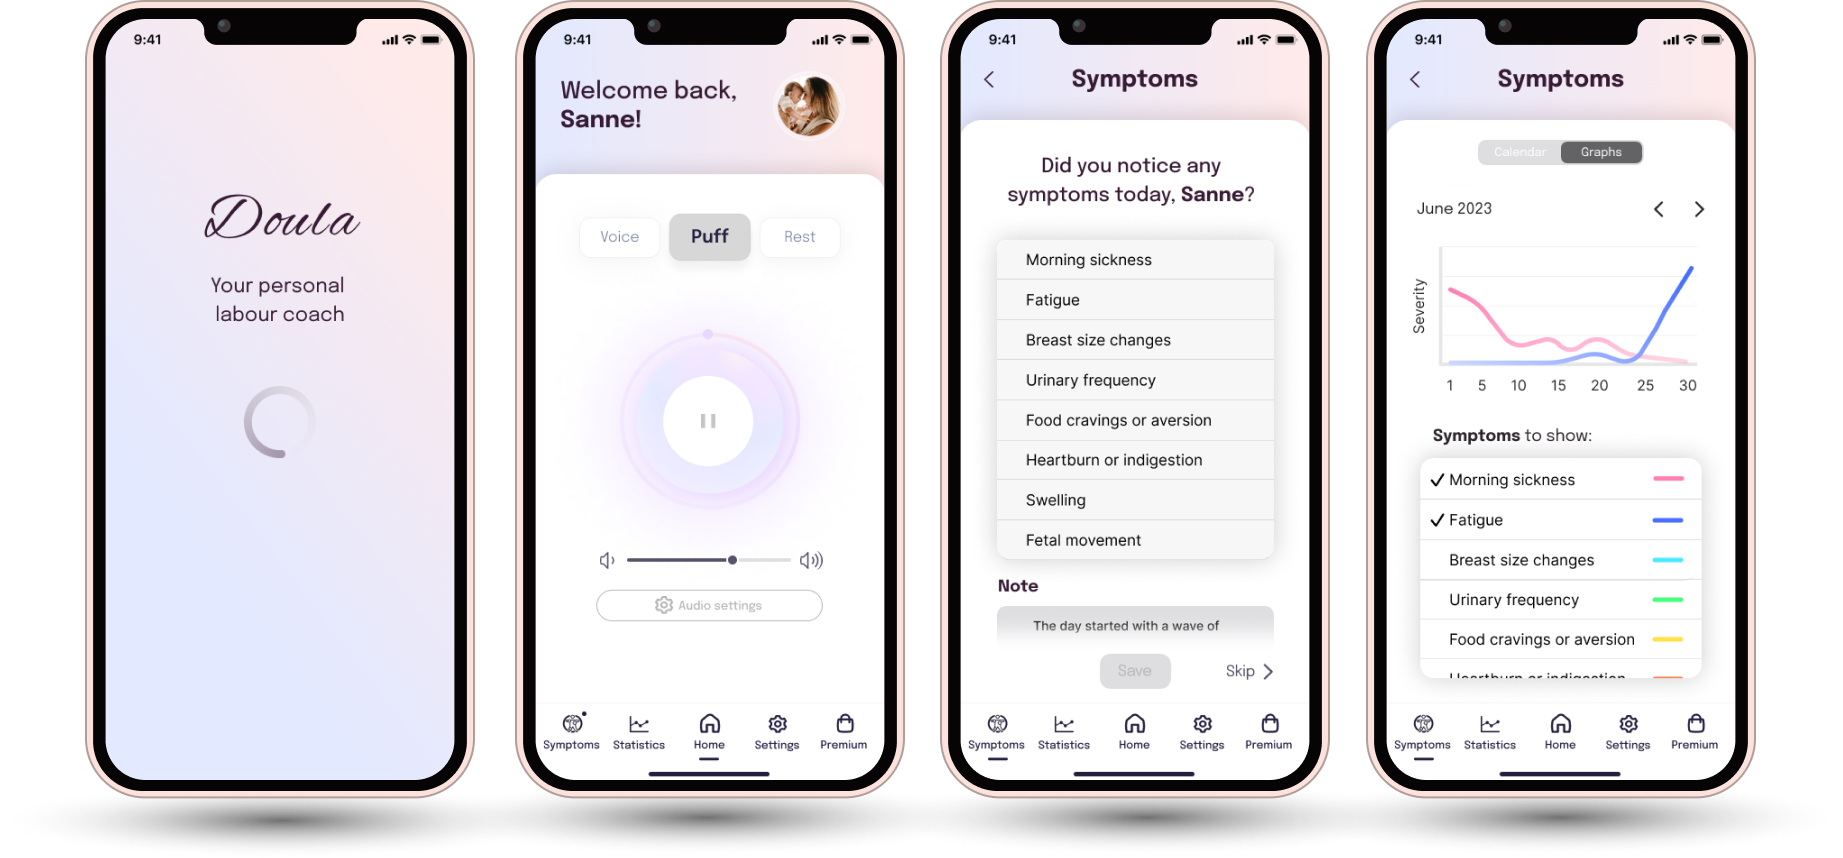 9:41
Doula
Your personal
labour coach
9:41
Welcome back,
Sanne!
Voice
Puff
Rest
Audio settings
Symptoms
Statistics
Home
Settings
Premium
9:41
Symptoms
Did you notice any
symptoms today, Sanne?
Morning sickness
Fatigue
Breast size changes
Urinary frequency
Food cravings or aversion
Heartburn or indigestion
Swelling
Fetal movement
Note
The day started with a wave of
Save
Skip
Symptoms
Statistics
Home
Settings
Premium
9:41
Symptoms
Calendar
Graphs
June 2023
Severity
1 5 10 15 20 25 30
Symptoms to show:
Morning sickness
Fatigue
Breast size changes
Urinary frequency
Food cravings or aversion
Heartburn or indigestion
Symptoms
Statistics
Home
Settings
Premium